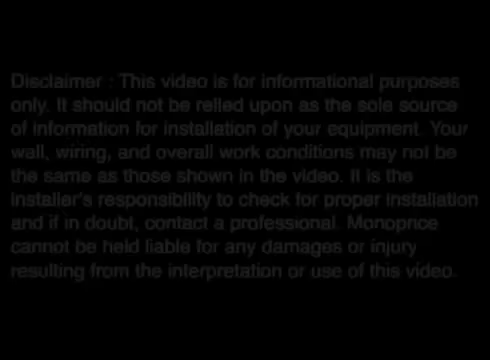 Disclaimer : This video is for informational purposes
only. It should not be relied upon as the sole source
of information for installation of your equipment. Your
wall, wiring, and overall work conditions may not be
the same as those shown in the video. It is the
installer's responsibility to check for proper installation
and if in doubt, contact a professional. Monoprice
cannot be held liable for any damages or injury
resulting from the interpretation or use of this video.